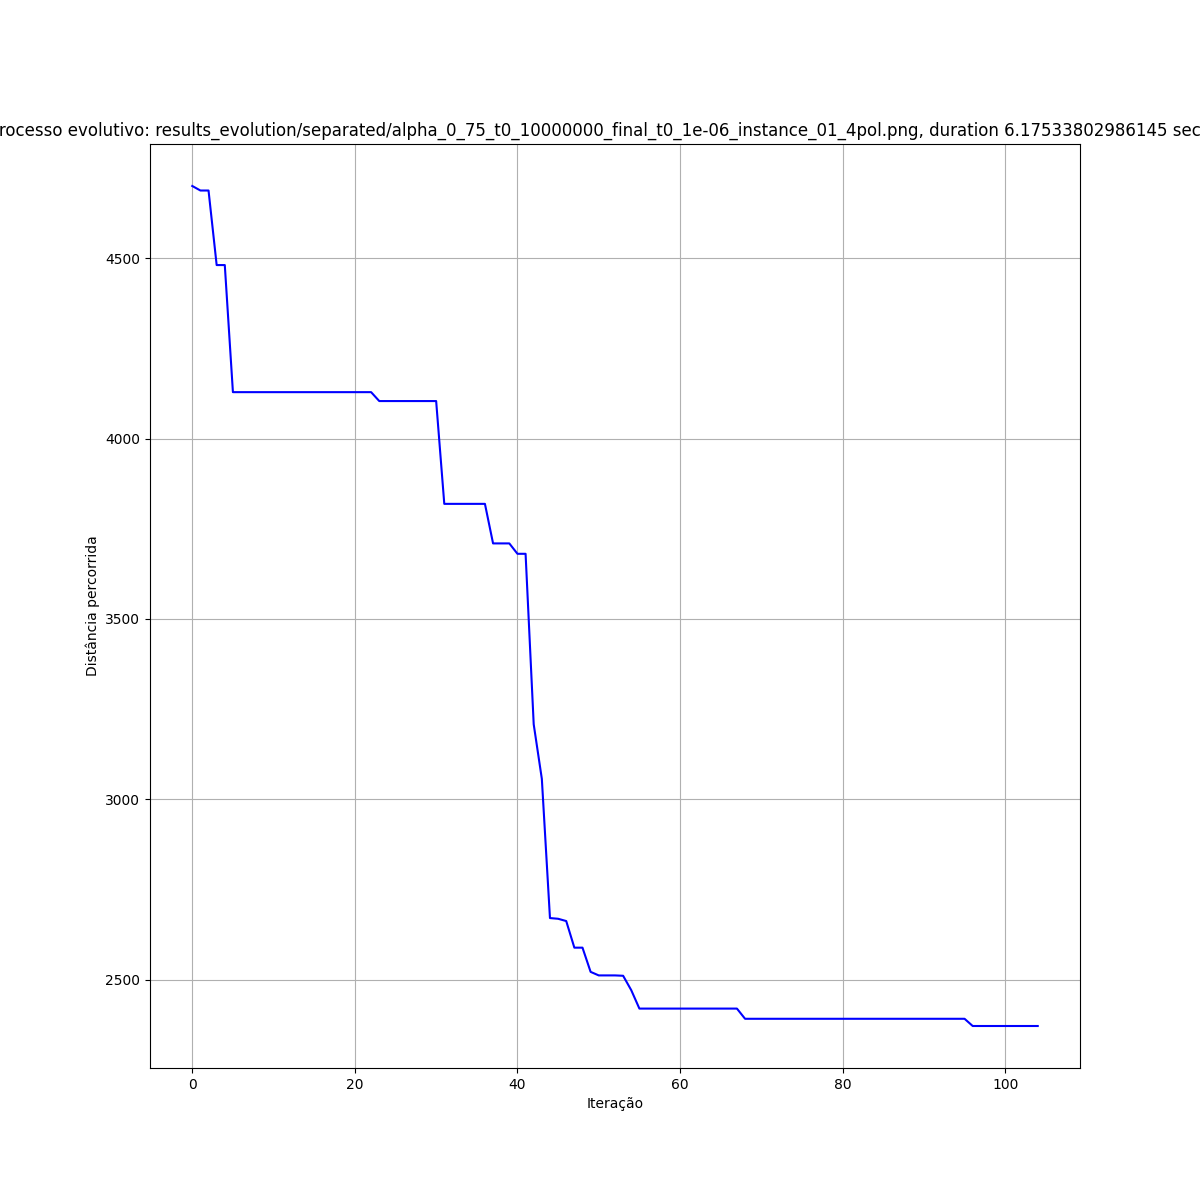 rocesso evolutivo: results_evolution/separated/alpha_0_75_t0_10000000_final_t0_1e-06_instance_01_4pol.png, duration 6.17533802986145 sec
4500
4000
3500
3000
2500
Distância percorrida
0 20 40 60 80 100
Iteração